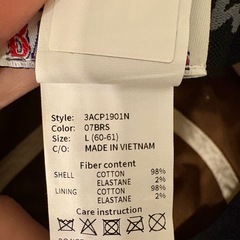 Style: 3ACP1901N
Color: 07BRS
Size: L (60-61)
C/O: MADE IN VIETNAM
Fiber content
SHELL COTTON 98%
ELASTANE 2%
LINING COTTON 98%
ELASTANE 2%
Care instruction